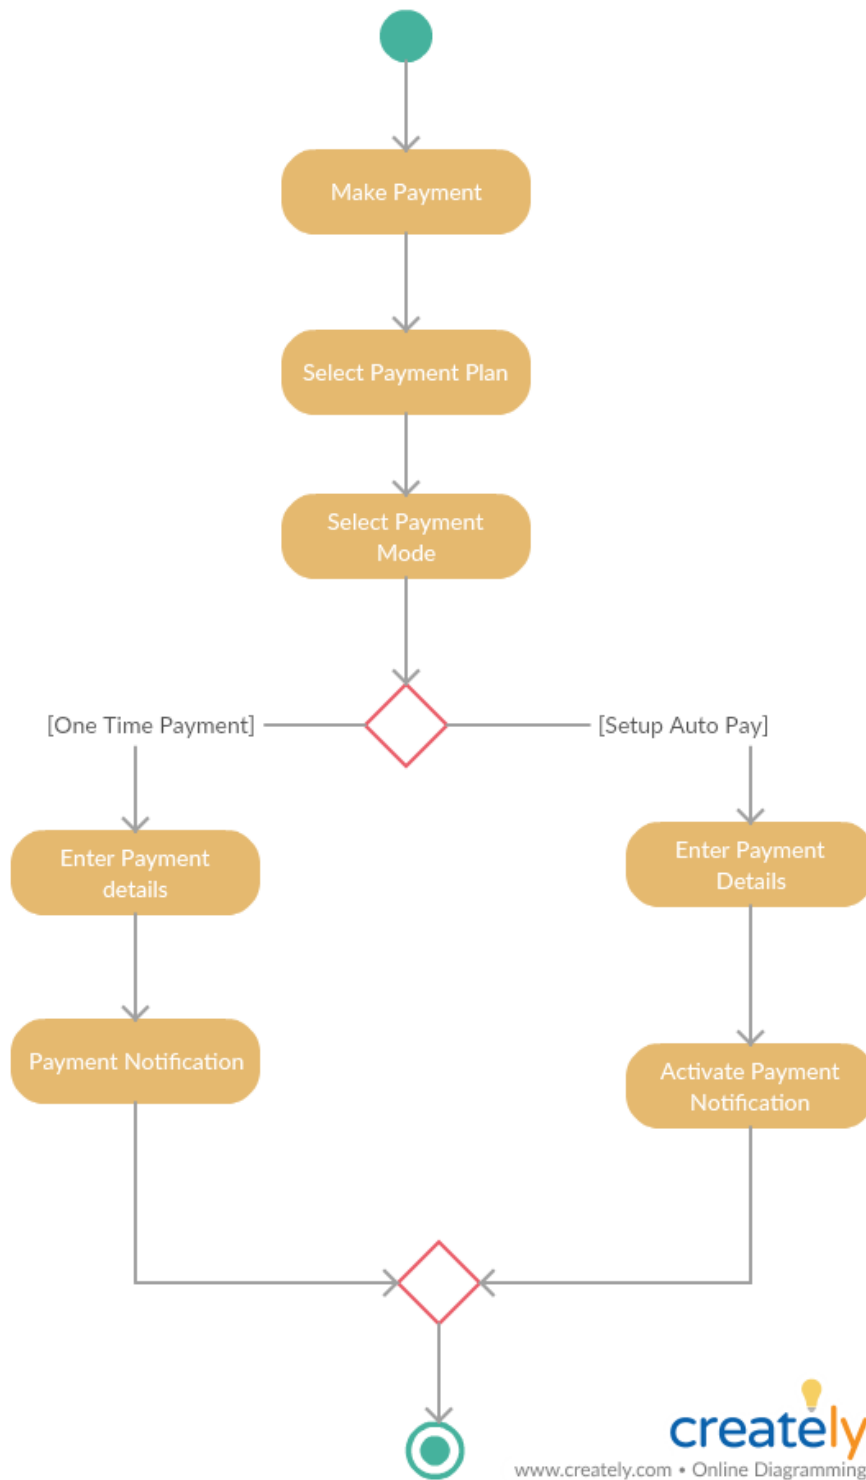 Make Payment
Select Payment Plan
Select Payment
Mode
[One Time Payment]
[Setup Auto Pay]
Enter Payment
details
Enter Payment
Details
Payment Notification
Activate Payment
Notification
creately
www.creately.com • Online Diagramming